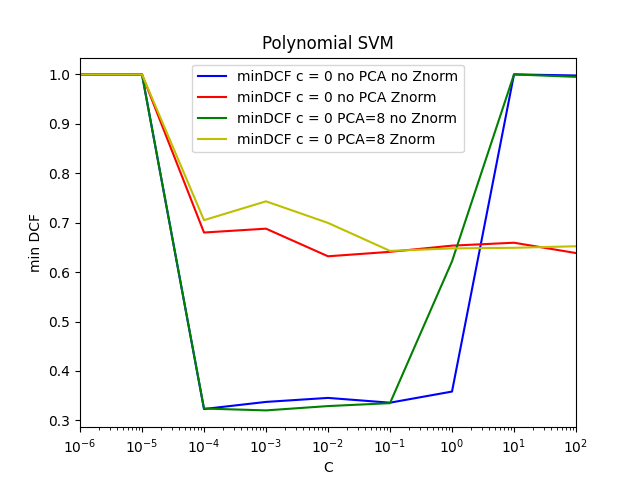 Polynomial SVM
minDCF c = 0 no PCA no Znorm
minDCF c = 0 no PCA Znorm
minDCF c = 0 PCA=8 no Znorm
minDCF c = 0 PCA=8 Znorm
min DCF
1.0
0.9
0.8
0.7
0.6
0.5
0.4
0.3
10⁻⁶ 10⁻⁵ 10⁻⁴ 10⁻³ 10⁻² 10⁻¹ 10⁰ 10¹ 10²
C